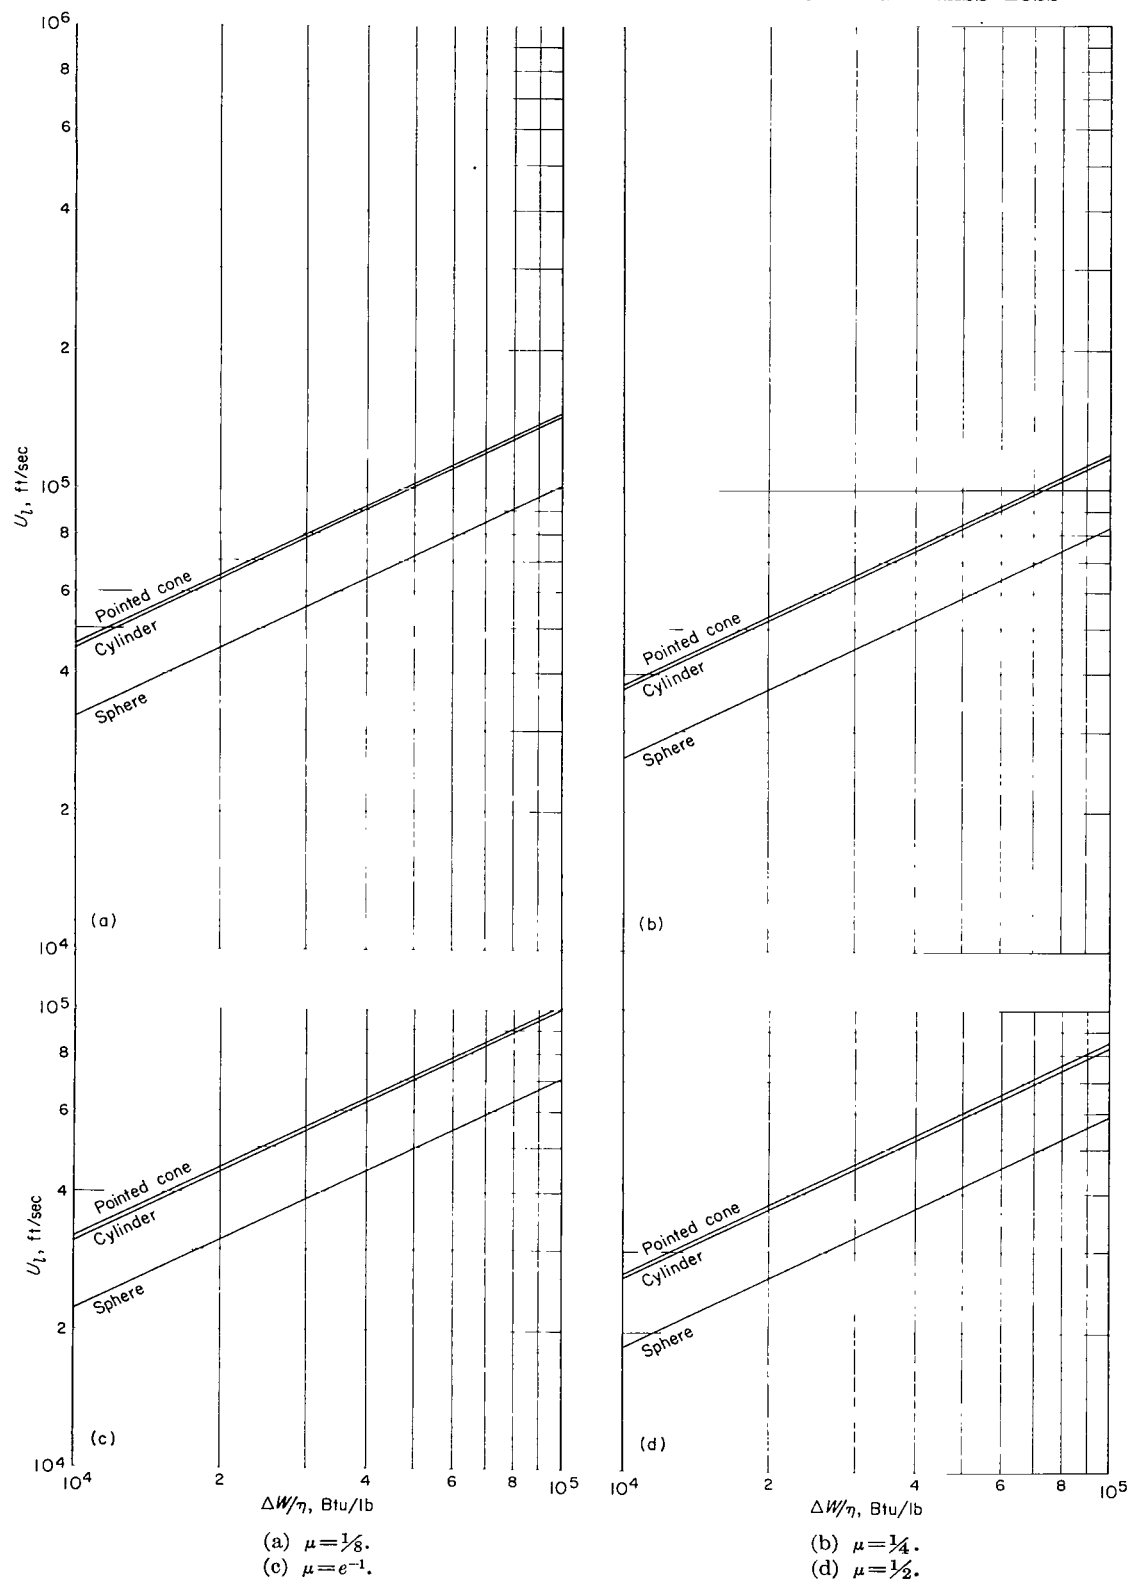 10⁶
8
6
4
2
U_l, ft/sec
10⁵
8
6
4
2
10⁴
Pointed cone
Cylinder
Sphere
(a)
Pointed cone
Cylinder
Sphere
(b)
10⁵
8
6
4
2
10⁴
U_l, ft/sec
Pointed cone
Cylinder
Sphere
(c)
Pointed cone
Cylinder
Sphere
(d)
10⁴ 2 4 6 8 10⁵
10⁴ 2 4 6 8 10⁵
ΔW/η, Btu/lb
ΔW/η, Btu/lb
(a) μ=⅛.
(c) μ=e⁻¹.
(b) μ=¼.
(d) μ=½.